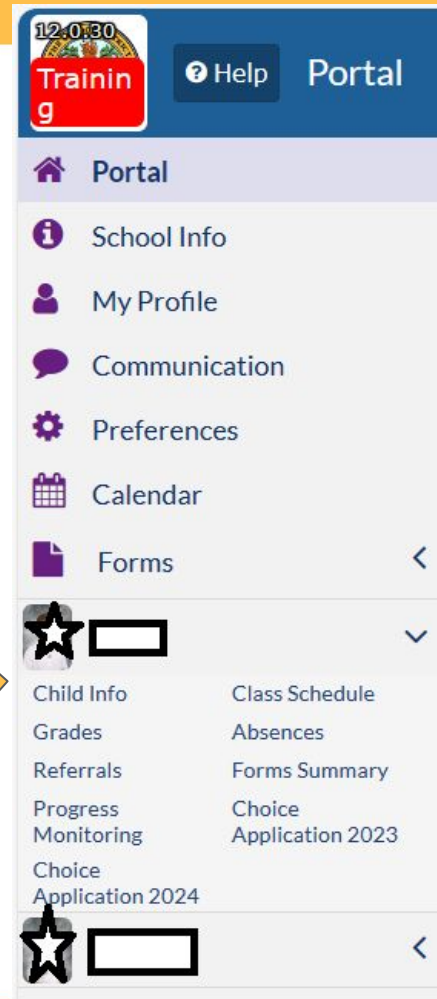 12.0.30
Trainin
g
Help
Portal
Portal
School Info
My Profile
Communication
Preferences
Calendar
Forms
Child Info
Class Schedule
Grades
Absences
Referrals
Forms Summary
Progress
Monitoring
Choice
Application 2023
Choice
Application 2024